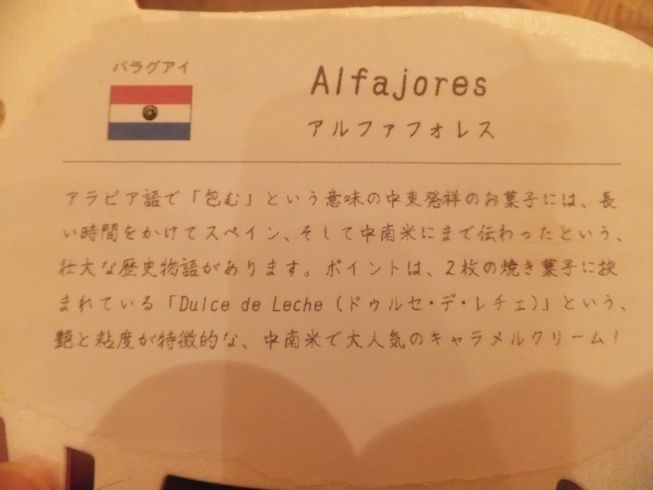 パラグアイ
Alfajores
アルファフォレス
アラビア語で「包む」という意味の中東発祥のお菓子には、長
い時間をかけてスペイン、そして中南米にまで伝わったという、
壮大な歴史物語があります。ポイントは、2枚の焼き菓子に挟
まれている「Dulce de Leche（ドゥルセ・デ・レチェ）」という、
艶と粘度が特徴的な、中南米で大人気のキャラメルクリーム！